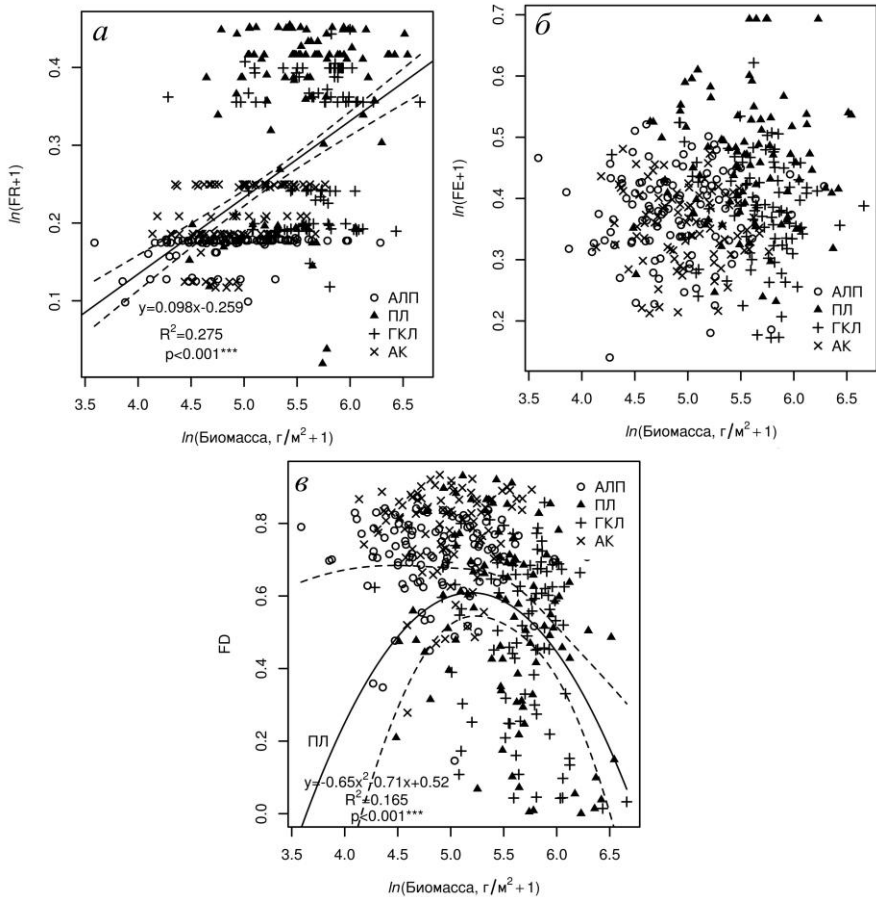 а
ln(FR+1)
0.4
0.3
0.2
0.1
y=0.098x-0.259
R²=0.275
p<0.001***
АЛП
ПЛ
ГКЛ
АК
3.5 4.0 4.5 5.0 5.5 6.0 6.5
ln(Биомасса, г/м²+1)
б
ln(FE+1)
0.7
0.6
0.5
0.4
0.3
0.2
АЛП
ПЛ
ГКЛ
АК
3.5 4.0 4.5 5.0 5.5 6.0 6.5
ln(Биомасса, г/м²+1)
в
FD
0.8
0.6
0.4
0.2
0.0
АЛП
ПЛ
ГКЛ
АК
ПЛ
y=-0.65x²-0.71x+0.52
R²=0.165
p<0.001***
3.5 4.0 4.5 5.0 5.5 6.0 6.5
ln(Биомасса, г/м²+1)